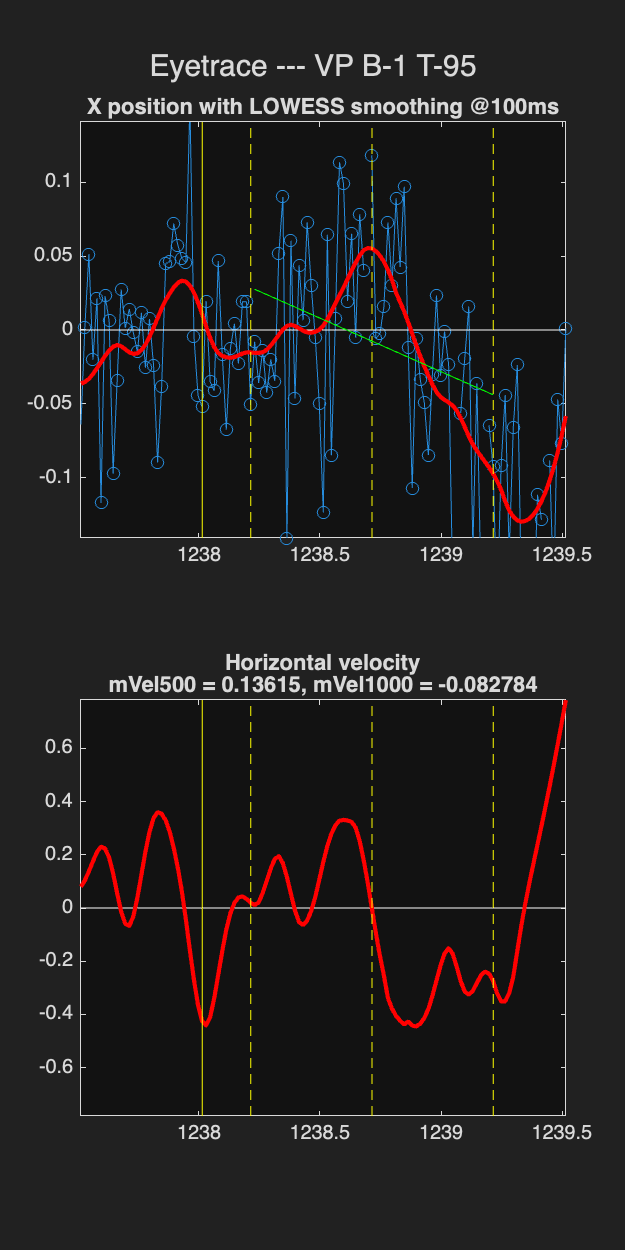 Eyetrace --- VP B-1 T-95
X position with LOWESS smoothing @100ms
0.1
0.05
0
-0.05
-0.1
1238 1238.5 1239 1239.5
Horizontal velocity
mVel500 = 0.13615, mVel1000 = -0.082784
0.6
0.4
0.2
0
-0.2
-0.4
-0.6
1238 1238.5 1239 1239.5